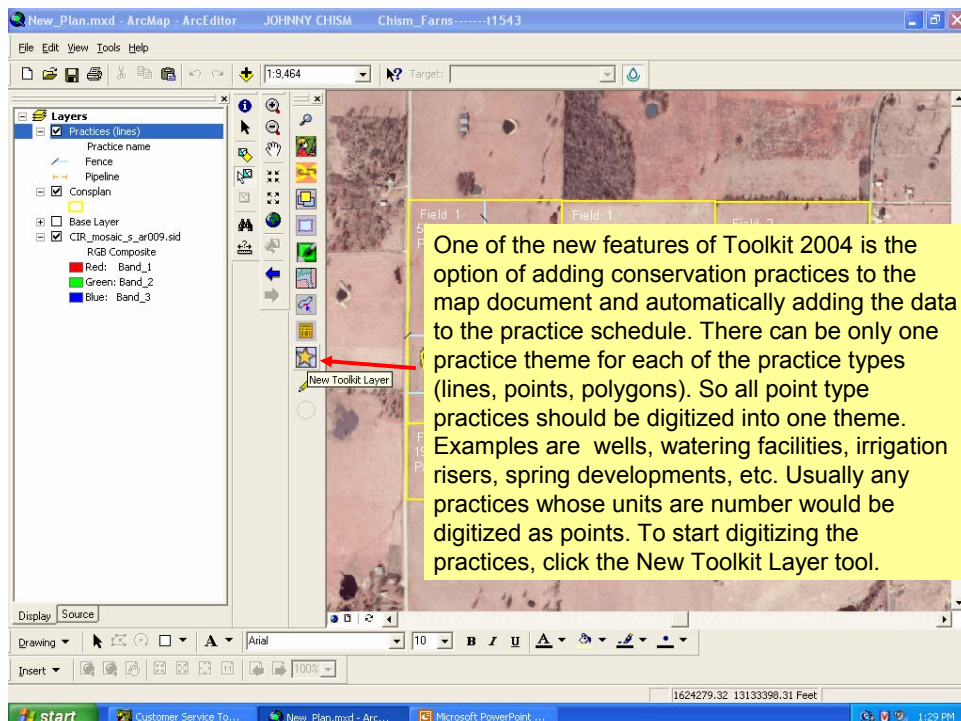 New_Plan.mxd - ArcMap - ArcEditor JOHNNY CHISM Chism_Farns-------t1543
File Edit View Tools Help
1:9,464 Target:
Layers
Practices (lines)
Practice name
Fence
Pipeline
Consplan
Base Layer
CIR_mosaic_s_ar009.sid
RGB Composite
Red: Band_1
Green: Band_2
Blue: Band_3
New Toolkit Layer
Field 1
Field 1
One of the new features of Toolkit 2004 is the
option of adding conservation practices to the
map document and automatically adding the data
to the practice schedule. There can be only one
practice theme for each of the practice types
(lines, points, polygons). So all point type
practices should be digitized into one theme.
Examples are wells, watering facilities, irrigation
risers, spring developments, etc. Usually any
practices whose units are number would be
digitized as points. To start digitizing the
practices, click the New Toolkit Layer tool.
Display Source
Drawing A Arial 10 B I U A
Insert 100%
1624279.32 13133398.31 Feet
start Customer Service To... New_Plan.mxd - Arc... Microsoft PowerPoint ... 1:29 PM